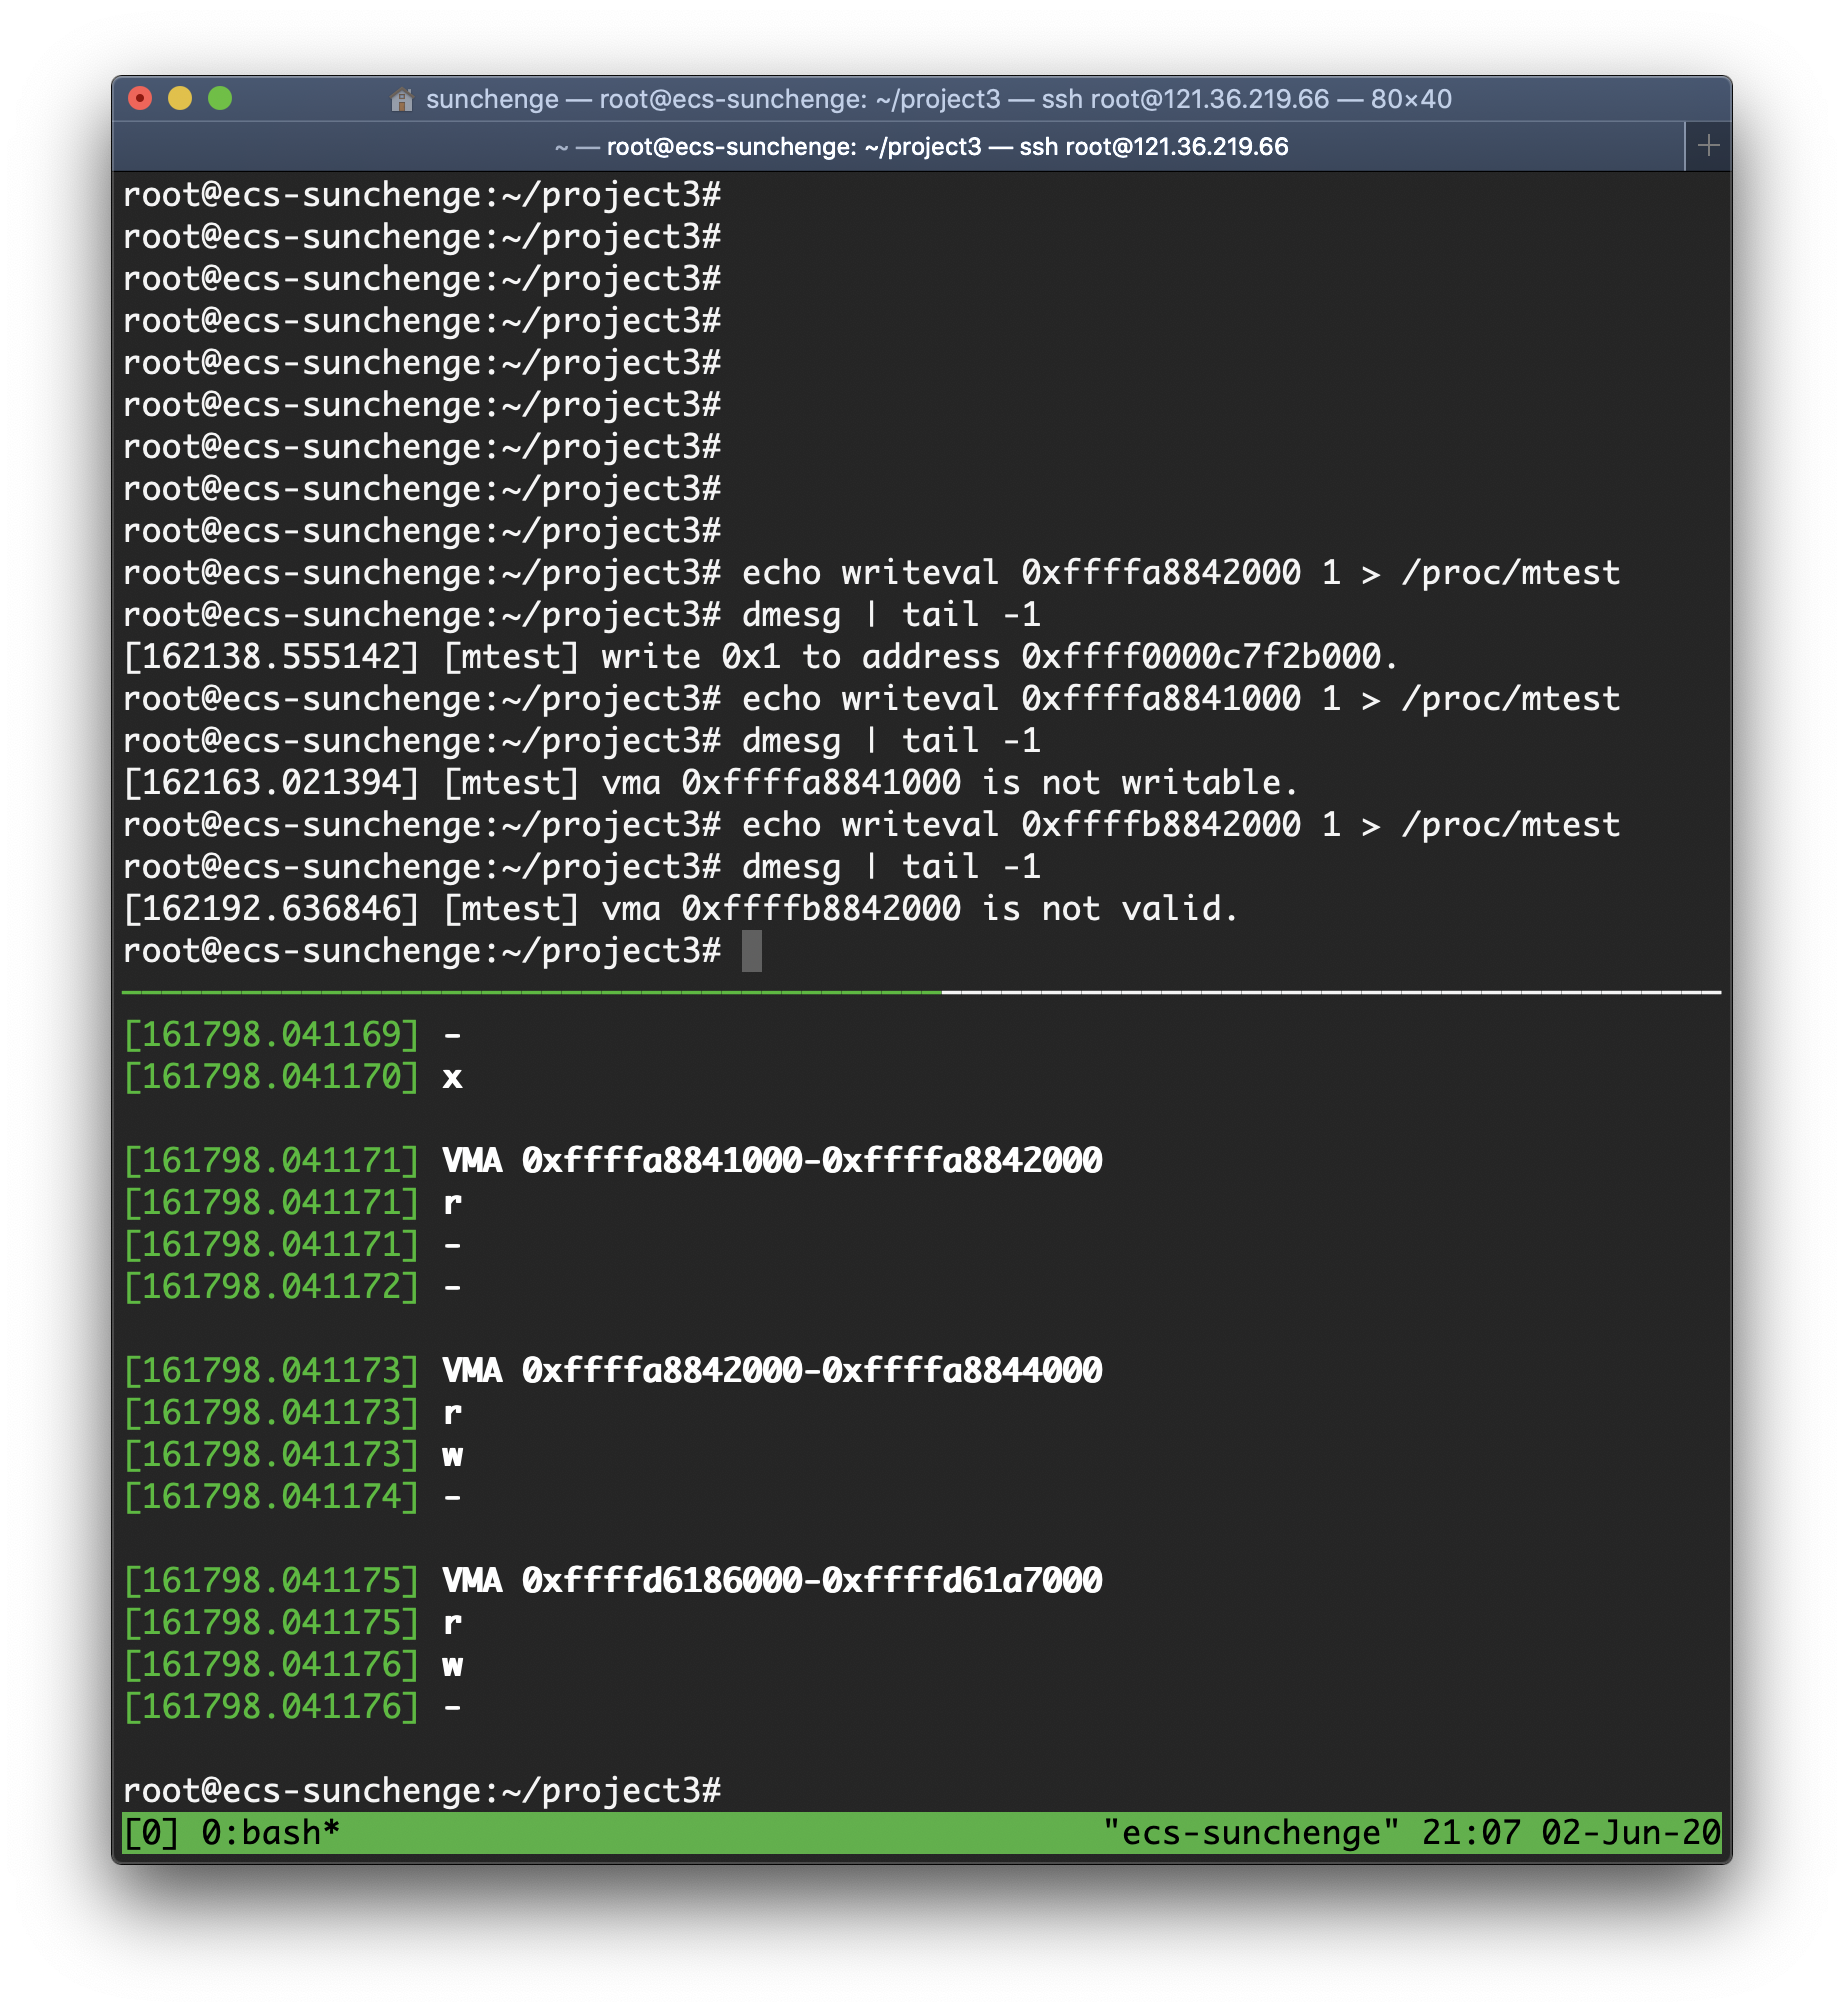 sunchenge — root@ecs-sunchenge: ~/project3 — ssh root@121.36.219.66 — 80×40
~ — root@ecs-sunchenge: ~/project3 — ssh root@121.36.219.66
root@ecs-sunchenge:~/project3#
root@ecs-sunchenge:~/project3#
root@ecs-sunchenge:~/project3#
root@ecs-sunchenge:~/project3#
root@ecs-sunchenge:~/project3#
root@ecs-sunchenge:~/project3#
root@ecs-sunchenge:~/project3#
root@ecs-sunchenge:~/project3#
root@ecs-sunchenge:~/project3#
root@ecs-sunchenge:~/project3# echo writeval 0xffffa8842000 1 > /proc/mtest
root@ecs-sunchenge:~/project3# dmesg | tail -1
[162138.555142] [mtest] write 0x1 to address 0xffff0000c7f2b000.
root@ecs-sunchenge:~/project3# echo writeval 0xffffa8841000 1 > /proc/mtest
root@ecs-sunchenge:~/project3# dmesg | tail -1
[162163.021394] [mtest] vma 0xffffa8841000 is not writable.
root@ecs-sunchenge:~/project3# echo writeval 0xffffb8842000 1 > /proc/mtest
root@ecs-sunchenge:~/project3# dmesg | tail -1
[162192.636846] [mtest] vma 0xffffb8842000 is not valid.
root@ecs-sunchenge:~/project3#
[161798.041169] -
[161798.041170] x
[161798.041171] VMA 0xffffa8841000-0xffffa8842000
[161798.041171] r
[161798.041171] -
[161798.041172] -
[161798.041173] VMA 0xffffa8842000-0xffffa8844000
[161798.041173] r
[161798.041173] w
[161798.041174] -
[161798.041175] VMA 0xffffd6186000-0xffffd61a7000
[161798.041175] r
[161798.041176] w
[161798.041176] -
root@ecs-sunchenge:~/project3#
[0] 0:bash* "ecs-sunchenge" 21:07 02-Jun-20